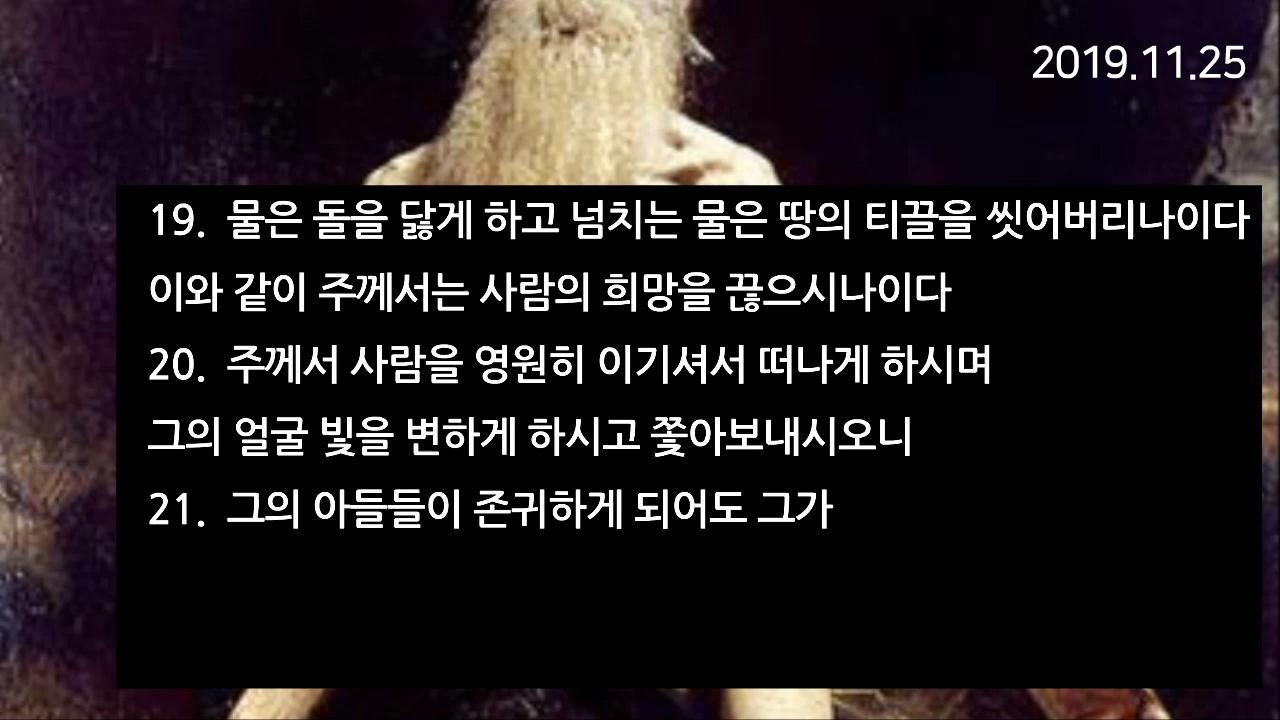 2019.11.25
19. 물은 돌을 닳게 하고 넘치는 물은 땅의 티끌을 씻어버리나이다
이와 같이 주께서는 사람의 희망을 끊으시나이다
20. 주께서 사람을 영원히 이기셔서 떠나게 하시며
그의 얼굴 빛을 변하게 하시고 쫓아보내시오니
21. 그의 아들들이 존귀하게 되어도 그가